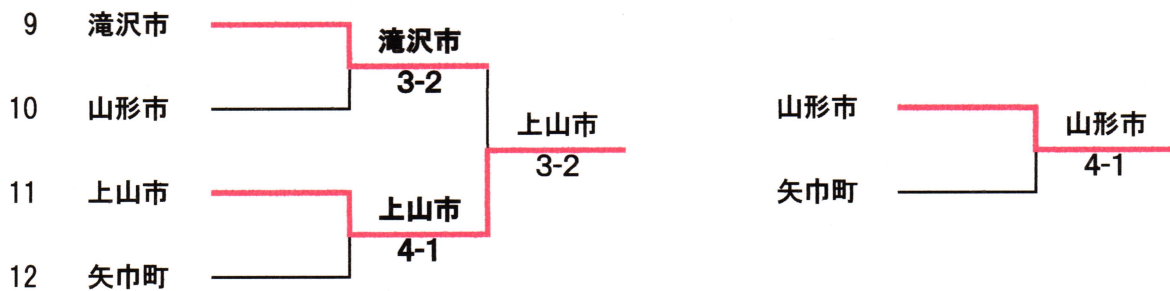 9 滝沢市
滝沢市
3-2
10 山形市
上山市
3-2
11 上山市
上山市
4-1
12 矢巾町
山形市
山形市
4-1
矢巾町